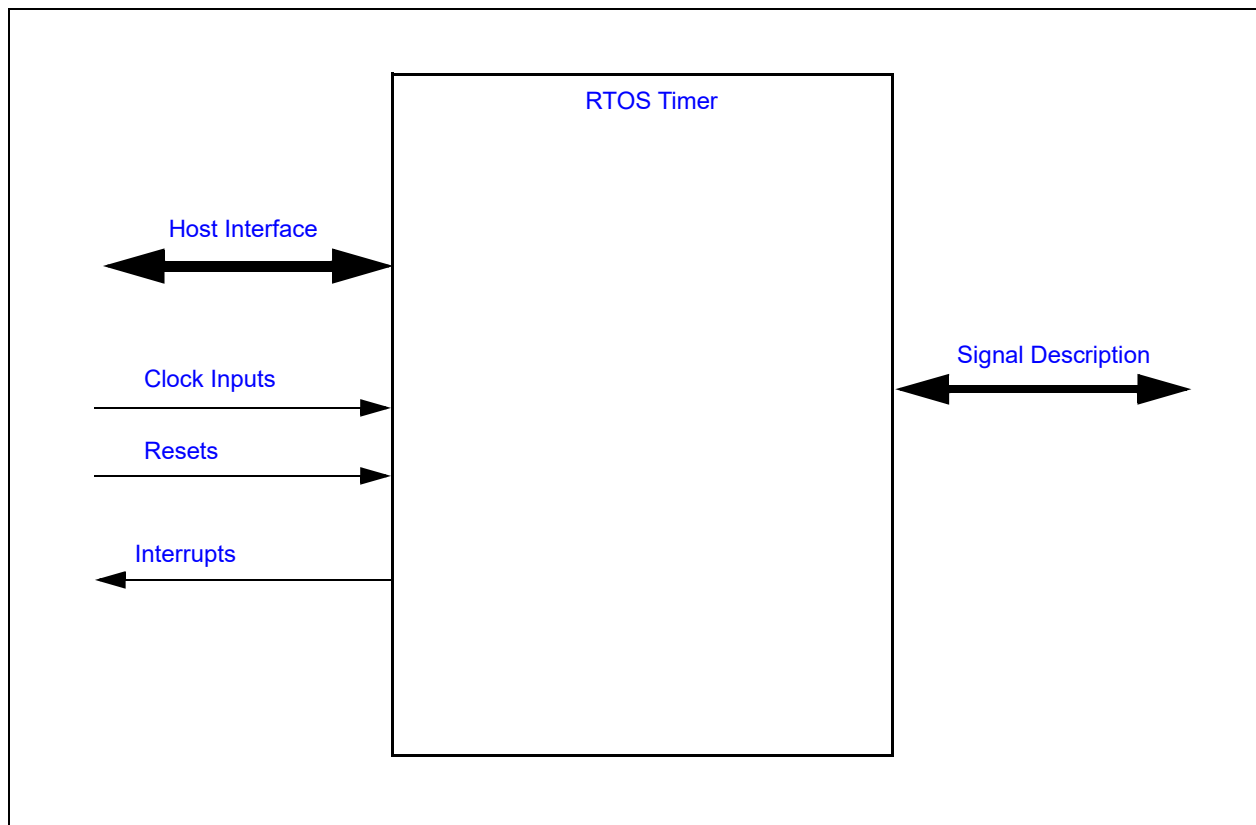 RTOS Timer
Host Interface
Signal Description
Clock Inputs
Resets
Interrupts